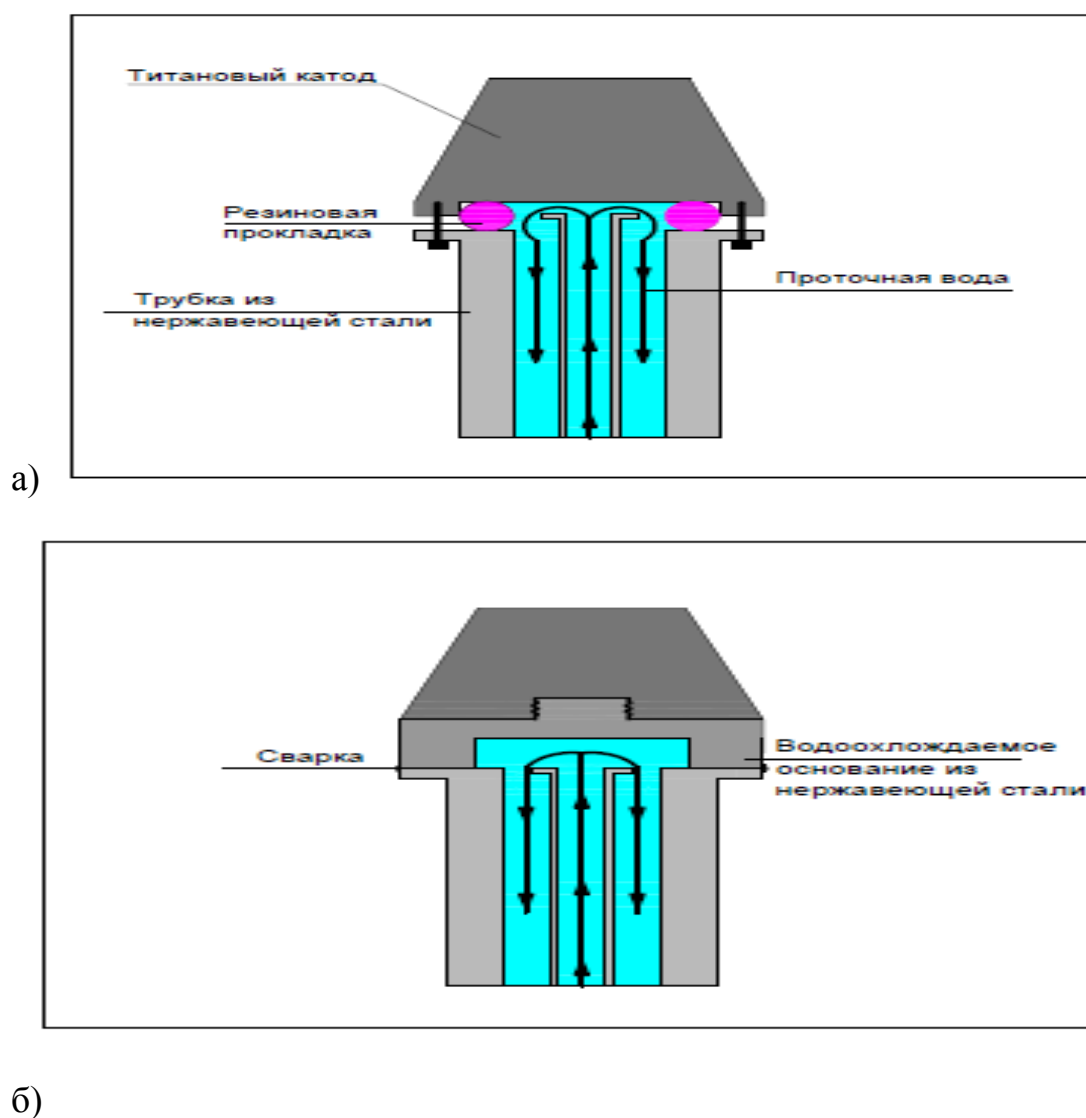 Титановый катод
Резиновая
прокладка
Проточная вода
Трубка из
нержавеющей стали
а)
Сварка
Водоохлождаемое
основание из
нержавеющей стали
б)